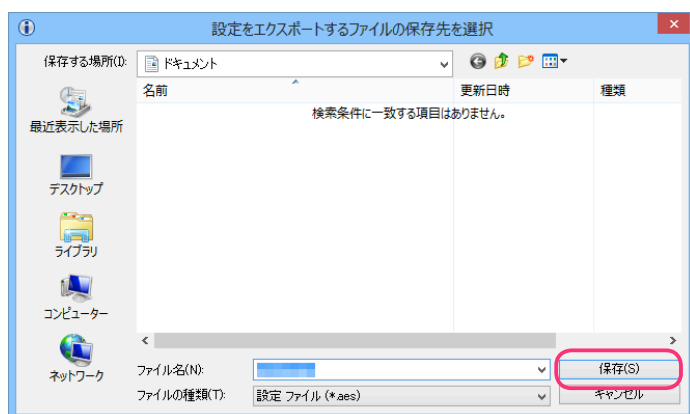 設定をエクスポートするファイルの保存先を選択
保存する場所(I):
ドキュメント
名前
更新日時
種類
検索条件に一致する項目はありません。
最近表示した場所
デスクトップ
ライブラリ
コンピューター
ネットワーク
ファイル名(N):
保存(S)
ファイルの種類(T):
設定 ファイル (*.aes)
キャンセル